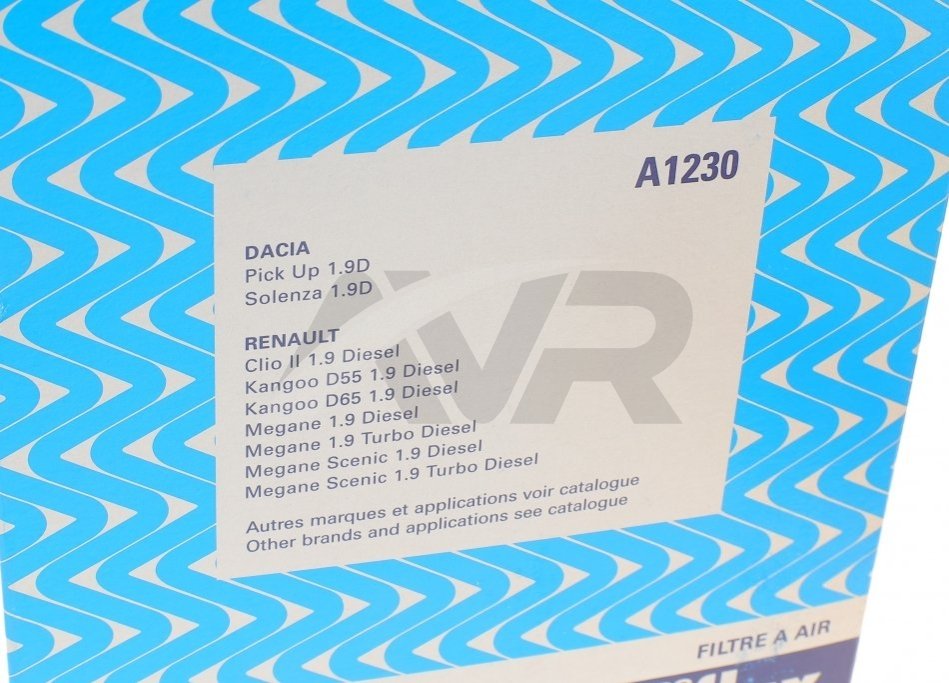 A1230
DACIA
Pick Up 1.9D
Solenza 1.9D
RENAULT
Clio II 1.9 Diesel
Kangoo D55 1.9 Diesel
Kangoo D65 1.9 Diesel
Megane 1.9 Diesel
Megane 1.9 Turbo Diesel
Megane Scenic 1.9 Diesel
Megane Scenic 1.9 Turbo Diesel
Autres marques et applications voir catalogue
Other brands and applications see catalogue
AVR
FILTRE A AIR